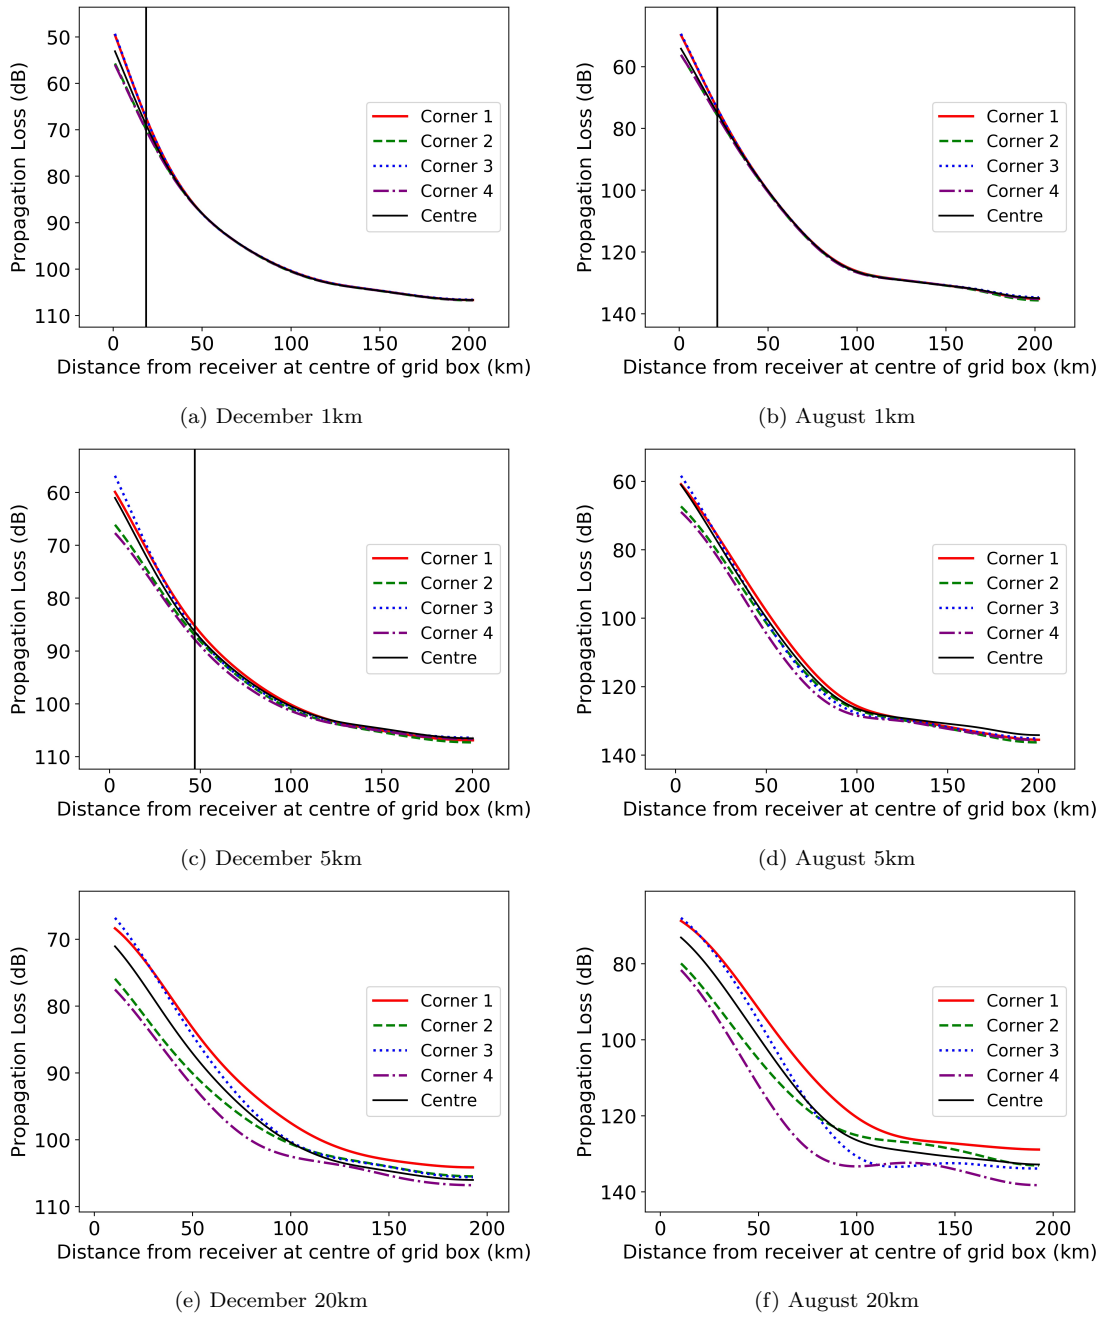 50
60
70
80
90
100
110
Propagation Loss (dB)
Corner 1
Corner 2
Corner 3
Corner 4
Centre
0 50 100 150 200
Distance from receiver at centre of grid box (km)
(a) December 1km
60
80
100
120
140
Propagation Loss (dB)
Corner 1
Corner 2
Corner 3
Corner 4
Centre
0 50 100 150 200
Distance from receiver at centre of grid box (km)
(b) August 1km
60
70
80
90
100
110
Propagation Loss (dB)
Corner 1
Corner 2
Corner 3
Corner 4
Centre
0 50 100 150 200
Distance from receiver at centre of grid box (km)
(c) December 5km
60
80
100
120
140
Propagation Loss (dB)
Corner 1
Corner 2
Corner 3
Corner 4
Centre
0 50 100 150 200
Distance from receiver at centre of grid box (km)
(d) August 5km
70
80
90
100
110
Propagation Loss (dB)
Corner 1
Corner 2
Corner 3
Corner 4
Centre
0 50 100 150 200
Distance from receiver at centre of grid box (km)
(e) December 20km
80
100
120
140
Propagation Loss (dB)
Corner 1
Corner 2
Corner 3
Corner 4
Centre
0 50 100 150 200
Distance from receiver at centre of grid box (km)
(f) August 20km